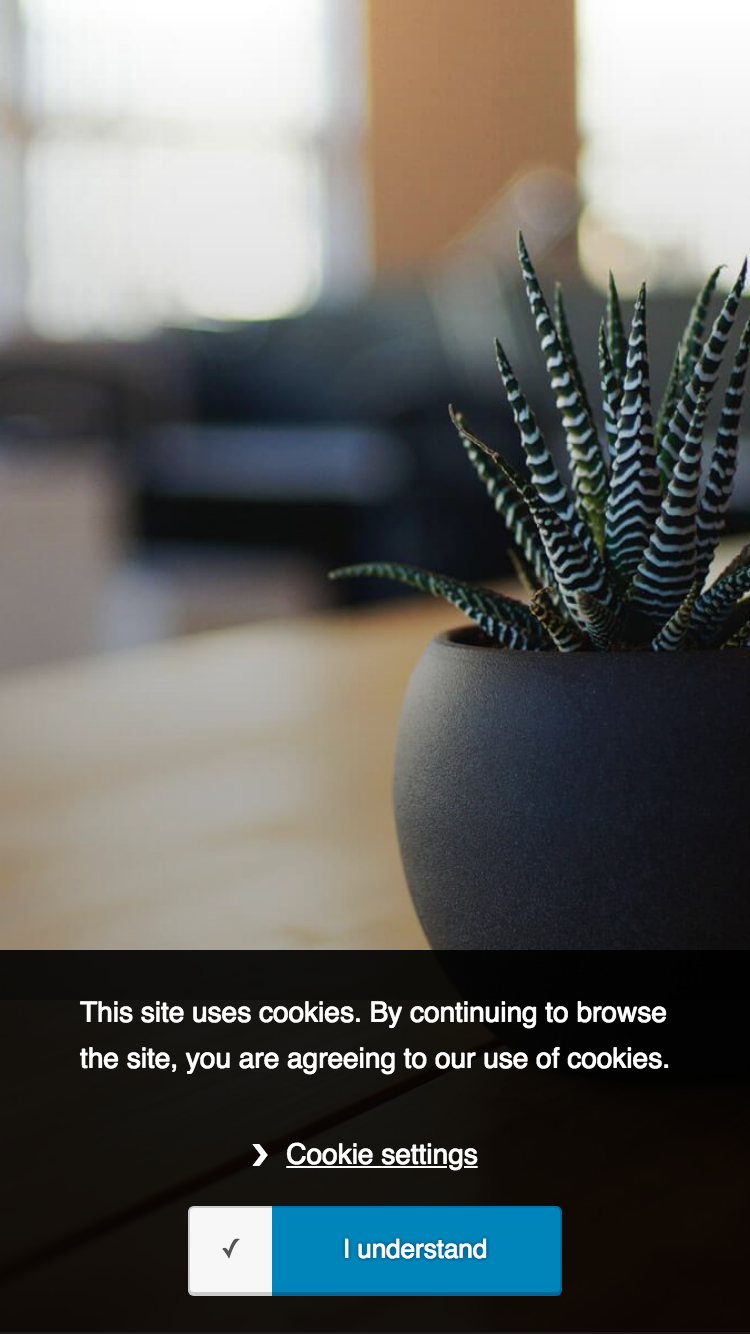 This site uses cookies. By continuing to browse
the site, you are agreeing to our use of cookies.
❯ Cookie settings
✓ I understand